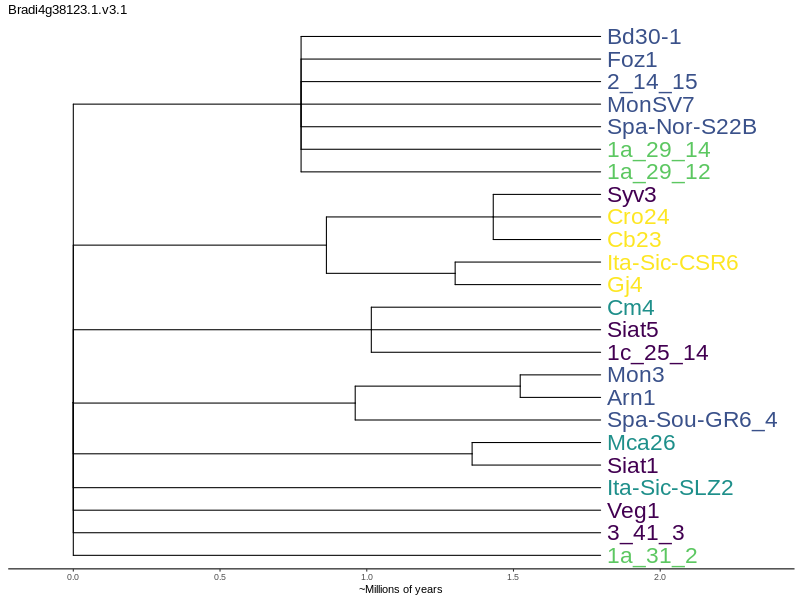 Bradi4g38123.1.v3.1
Bd30-1
Foz1
2_14_15
MonSV7
Spa-Nor-S22B
1a_29_14
1a_29_12
Syv3
Cro24
Cb23
Ita-Sic-CSR6
Gj4
Cm4
Siat5
1c_25_14
Mon3
Arn1
Spa-Sou-GR6_4
Mca26
Siat1
Ita-Sic-SLZ2
Veg1
3_41_3
1a_31_2
0.0 0.5 1.0 1.5 2.0
~Millions of years